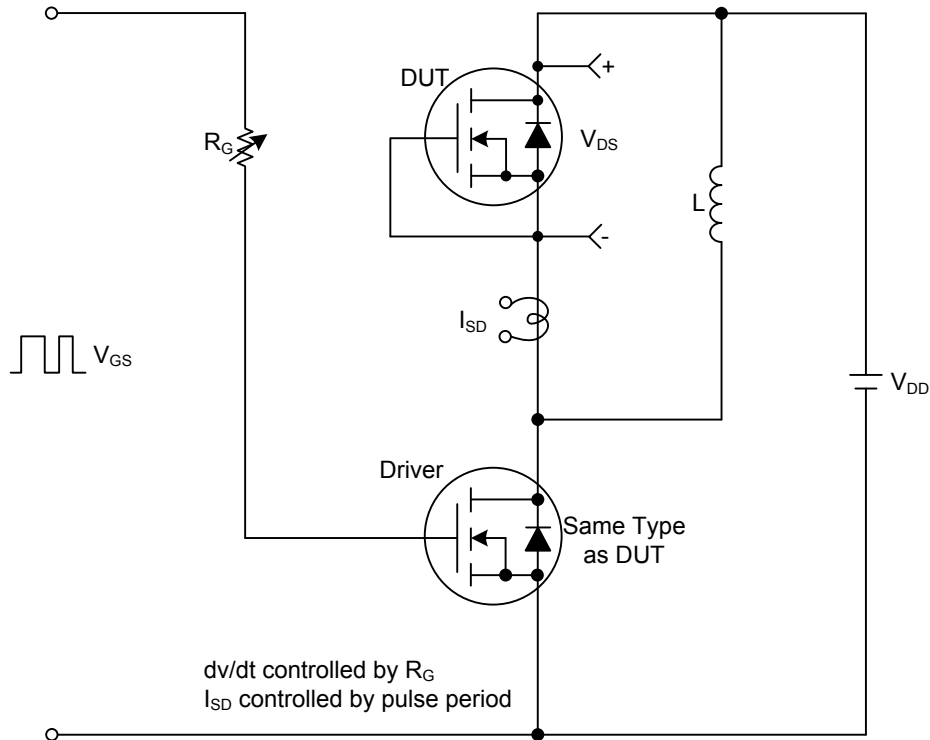 DUT
+
R_G
V_DS
L
-
I_SD
V_GS
V_DD
Driver
Same Type
as DUT
dv/dt controlled by R_G
I_SD controlled by pulse period